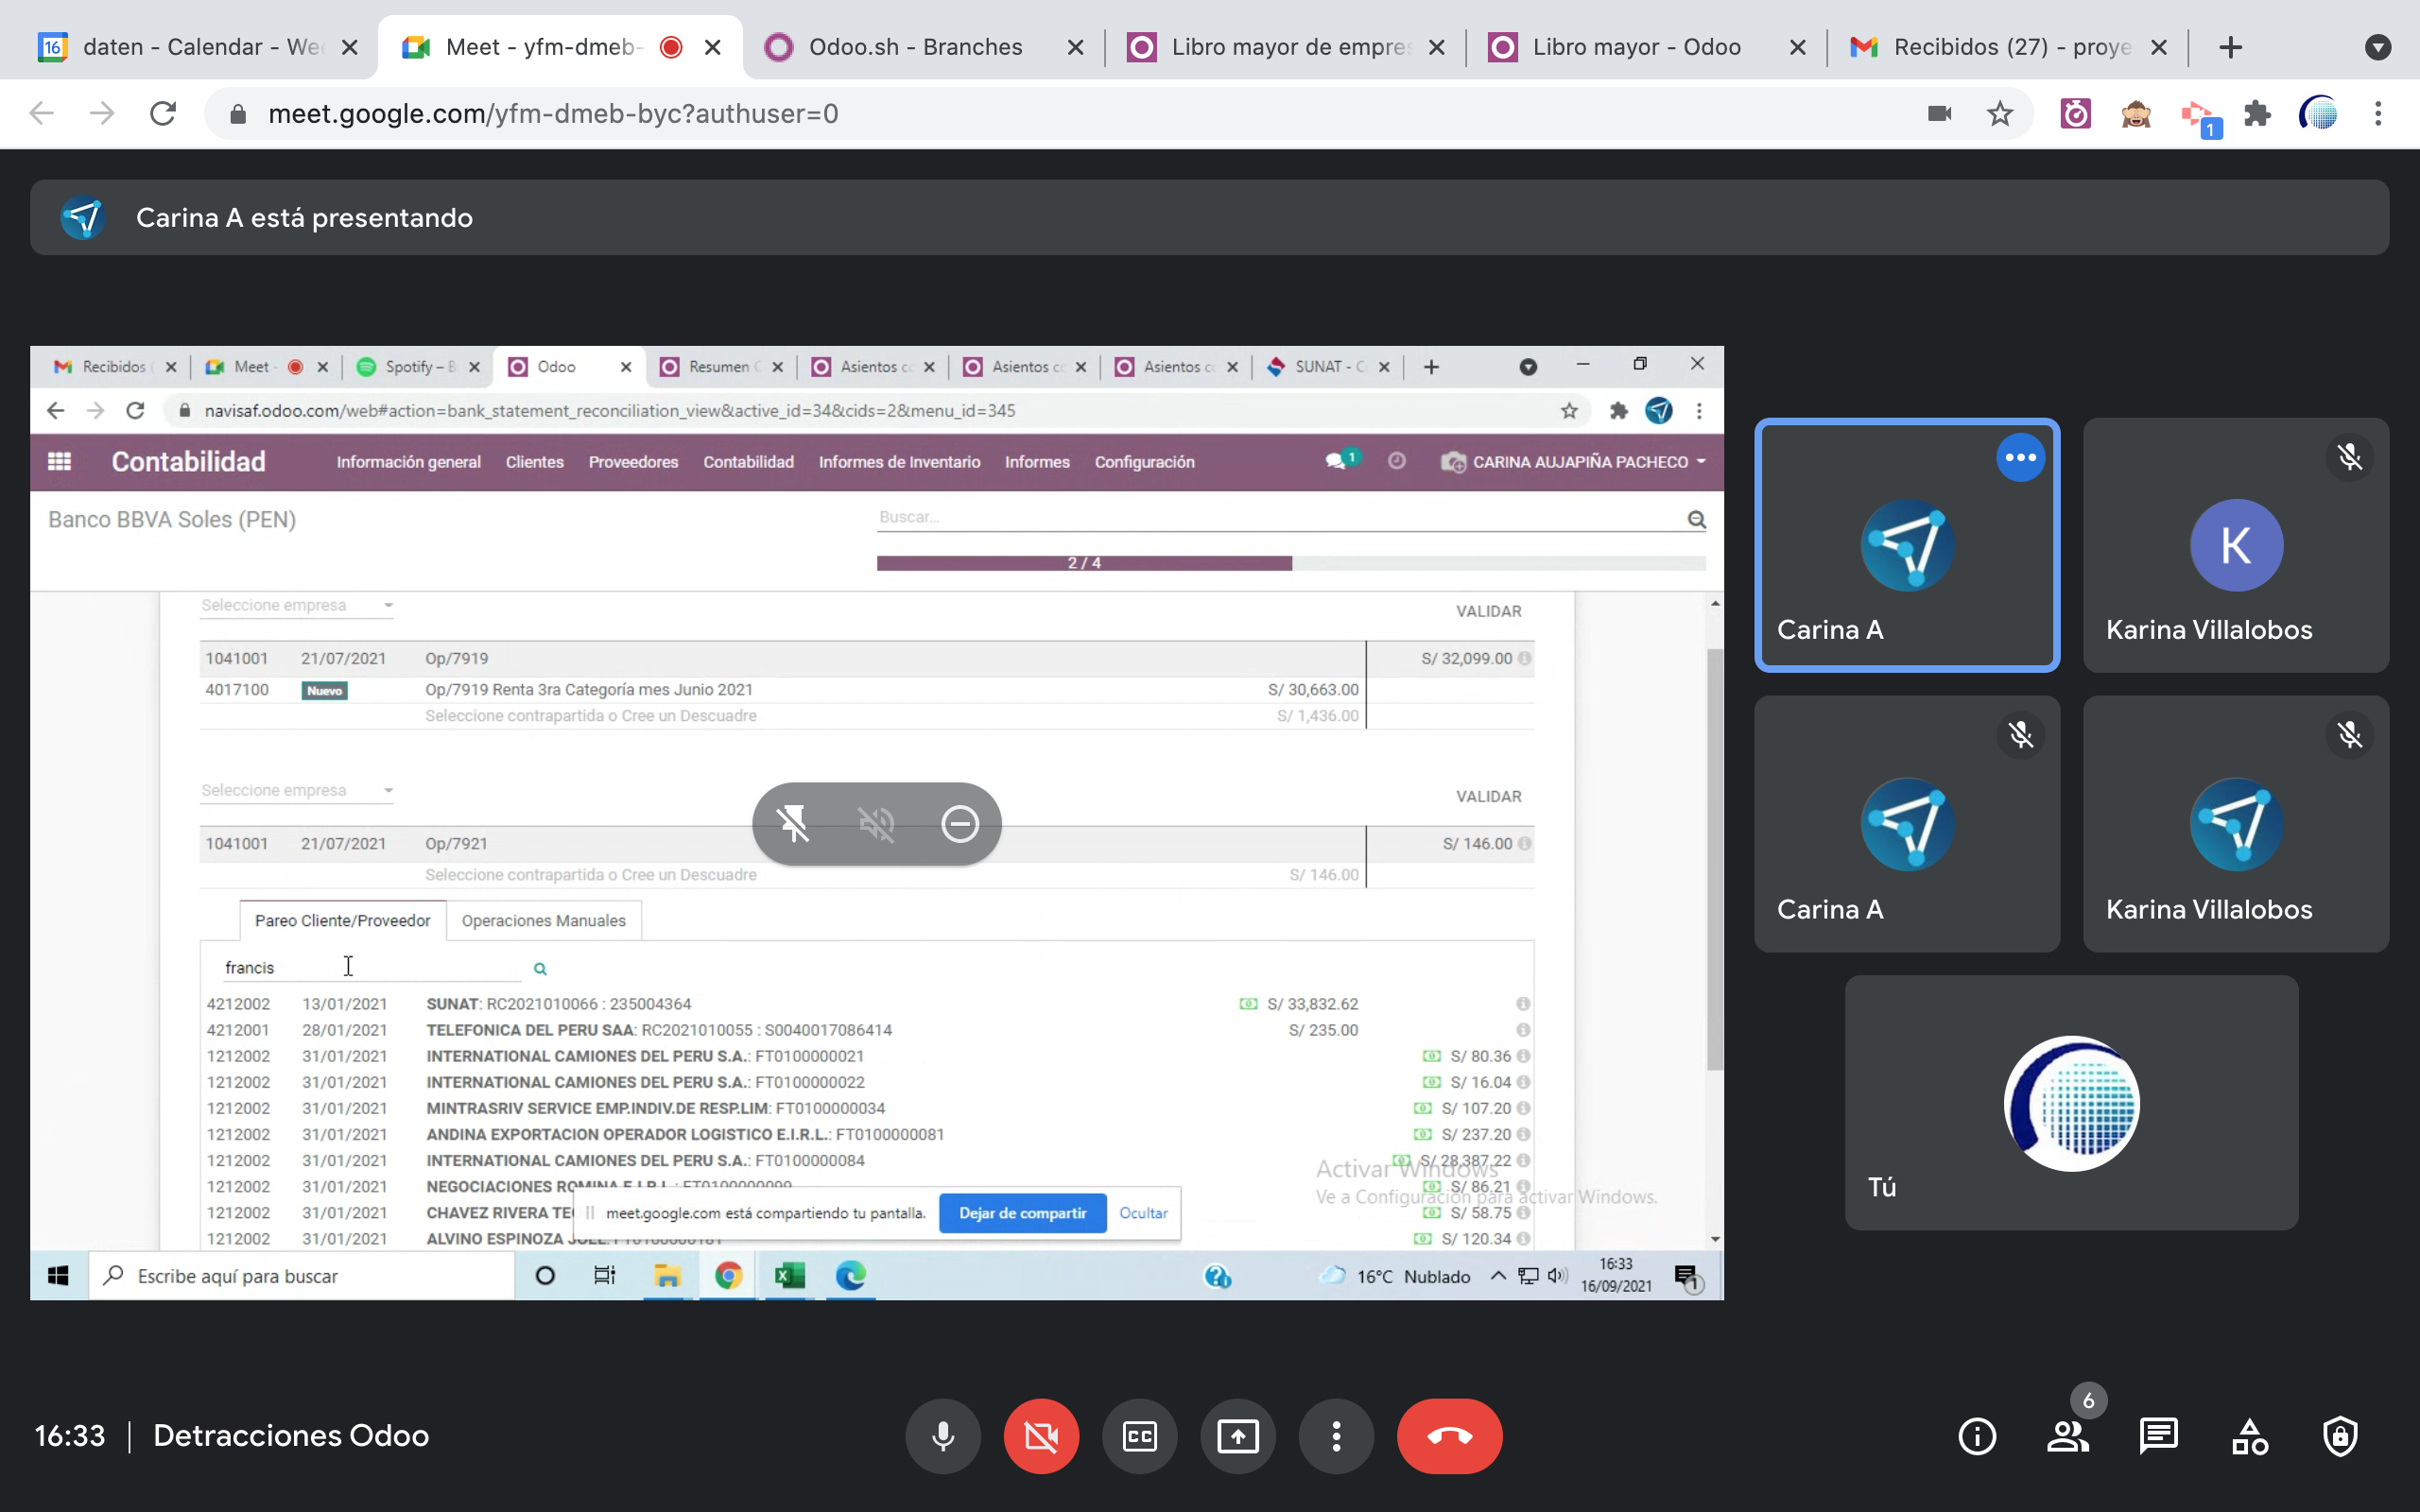 daten - Calendar - We
Meet - yfm-dmeb-
Odoo.sh - Branches
Libro mayor de empre
Libro mayor - Odoo
Recibidos (27) - proye
meet.google.com/yfm-dmeb-byc?authuser=0
1
Carina A está presentando
Recibidos
Meet
Spotify –
Odoo
Resumen
Asientos
Asientos
Asientos
SUNAT -
navisaf.odoo.com/web#action=bank_statement_reconciliation_view&active_id=34&cids=2&menu_id=345
Contabilidad
Información general
Clientes
Proveedores
Contabilidad
Informes de Inventario
Informes
Configuración
1
CARINA AUJAPIÑA PACHECO
Banco BBVA Soles (PEN)
Buscar...
2 / 4
Seleccione empresa
VALIDAR
1041001 21/07/2021 Op/7919 S/ 32,099.00
4017100 Nuevo Op/7919 Renta 3ra Categoría mes Junio 2021 S/ 30,663.00
Seleccione contrapartida o Cree un Descuadre S/ 1,436.00
Seleccione empresa
VALIDAR
1041001 21/07/2021 Op/7921 S/ 146.00
Seleccione contrapartida o Cree un Descuadre S/ 146.00
Pareo Cliente/Proveedor
Operaciones Manuales
francis
4212002 13/01/2021 SUNAT: RC2021010066 : 235004364 S/ 33,832.62
4212001 28/01/2021 TELEFONICA DEL PERU SAA: RC2021010055 : S0040017086414 S/ 235.00
1212002 31/01/2021 INTERNATIONAL CAMIONES DEL PERU S.A.: FT0100000021 S/ 80.36
1212002 31/01/2021 INTERNATIONAL CAMIONES DEL PERU S.A.: FT0100000022 S/ 16.04
1212002 31/01/2021 MINTRASRIV SERVICE EMP.INDIV.DE RESP.LIM: FT0100000034 S/ 107.20
1212002 31/01/2021 ANDINA EXPORTACION OPERADOR LOGISTICO E.I.R.L.: FT0100000081 S/ 237.20
1212002 31/01/2021 INTERNATIONAL CAMIONES DEL PERU S.A.: FT0100000084 S/ 28,387.22
1212002 31/01/2021 NEGOCIACIONES ROMINA E.I.R.L.: FT0100000099 S/ 86.21
1212002 31/01/2021 CHAVEZ RIVERA S/ 58.75
1212002 31/01/2021 ALVINO ESPINOZA S/ 120.34
Activar Windows
Ve a Configuración para activar Windows.
meet.google.com está compartiendo tu pantalla.
Dejar de compartir
Ocultar
Escribe aquí para buscar
16°C Nublado
16:33
16/09/2021
1
Carina A
K
Karina Villalobos
Carina A
Karina Villalobos
Tú
16:33 | Detracciones Odoo
CC
6